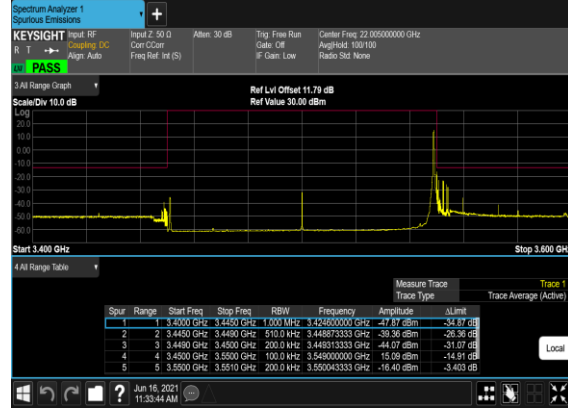 Spectrum Analyzer 1
Spurious Emissions
+
KEYSIGHT Input: RF Input Z: 50 Ω Atten: 30 dB Trig: Free Run Center Freq: 22.005000000 GHz
R T Coupling: DC Corr CCorr Gate: Off Avg|Hold: 100/100
Align: Auto Freq Ref: Int (S) IF Gain: Low Radio Std: None
PASS
3 All Range Graph
Ref Lvl Offset 11.79 dB
Scale/Div 10.0 dB Ref Value 30.00 dBm
Log
20.0
10.0
0.00
-10.0
-20.0
-30.0
-40.0
-50.0
-60.0
Start 3.400 GHz Stop 3.600 GH
4 All Range Table
Measure Trace Trace 1
Trace Type Trace Average (Active)
Spur Range Start Freq Stop Freq RBW Frequency Amplitude ΔLimit
1 1 3.4000 GHz 3.4450 GHz 1.000 MHz 3.424600000 GHz -47.87 dBm -34.87 dB
2 2 3.4450 GHz 3.4490 GHz 510.0 kHz 3.448873333 GHz -39.36 dBm -26.36 dB
3 3 3.4490 GHz 3.4500 GHz 200.0 kHz 3.449313333 GHz -44.07 dBm -31.07 dB
4 4 3.4500 GHz 3.5500 GHz 100.0 kHz 3.549000000 GHz 15.09 dBm -14.91 dB
5 5 3.5500 GHz 3.5510 GHz 200.0 kHz 3.550043333 GHz -16.40 dBm -3.403 dB
Local
?
Jun 16, 2021
11:33:44 AM